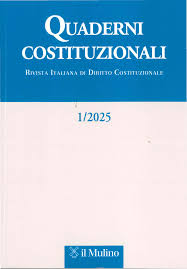 QUADERNI
COSTITUZIONALI
RIVISTA ITALIANA DI DIRITTO COSTITUZIONALE
1/2025
il Mulino